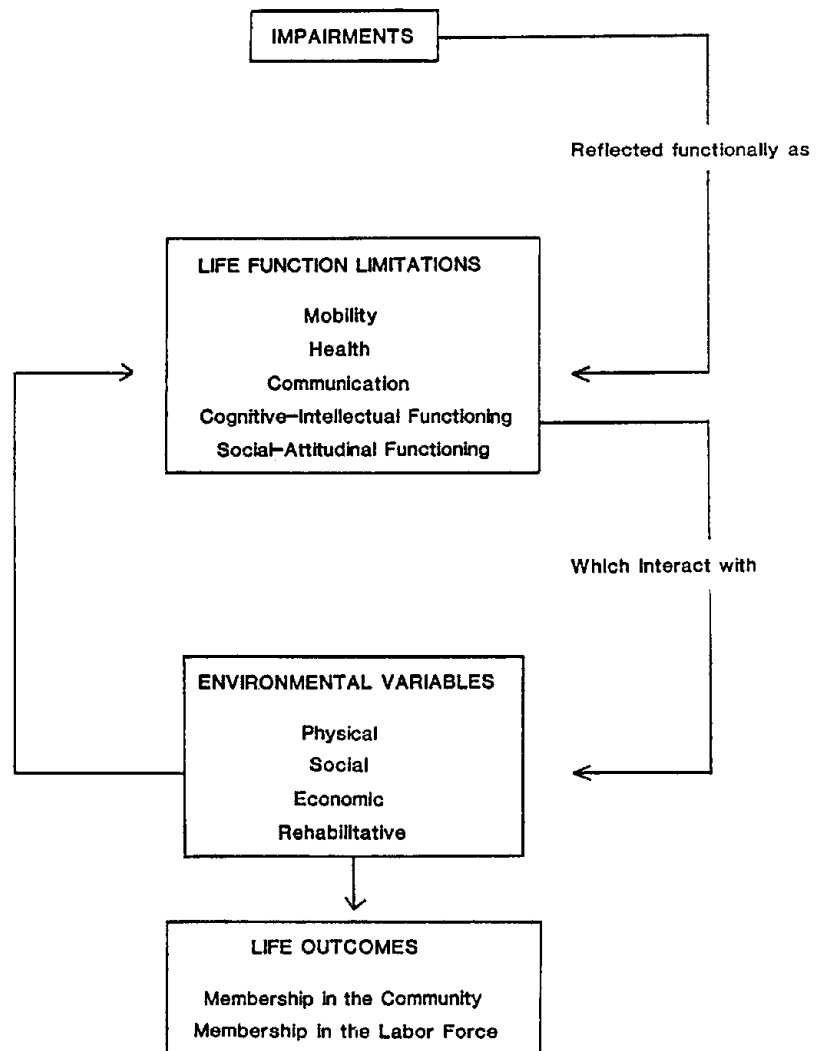 IMPAIRMENTS
Reflected functionally as
LIFE FUNCTION LIMITATIONS
Mobility
Health
Communication
Cognitive-Intellectual Functioning
Social-Attitudinal Functioning
Which Interact with
ENVIRONMENTAL VARIABLES
Physical
Social
Economic
Rehabilitative
LIFE OUTCOMES
Membership in the Community
Membership in the Labor Force